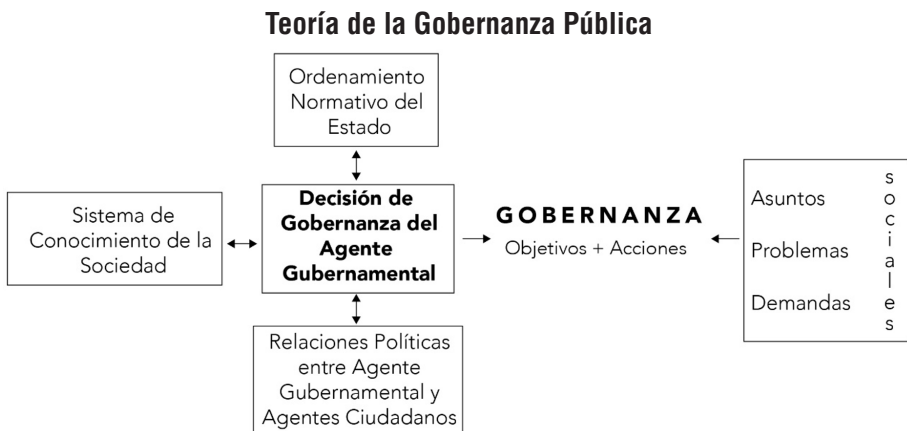 Teoría de la Gobernanza Pública
Ordenamiento
Normativo del
Estado
Sistema de
Conocimiento de la
Sociedad
Decisión de
Gobernanza del
Agente
Gubernamental
GOBERNANZA
Objetivos + Acciones
Asuntos
Problemas
Demandas
sociales
Relaciones Políticas
entre Agente
Gubernamental y
Agentes Ciudadanos